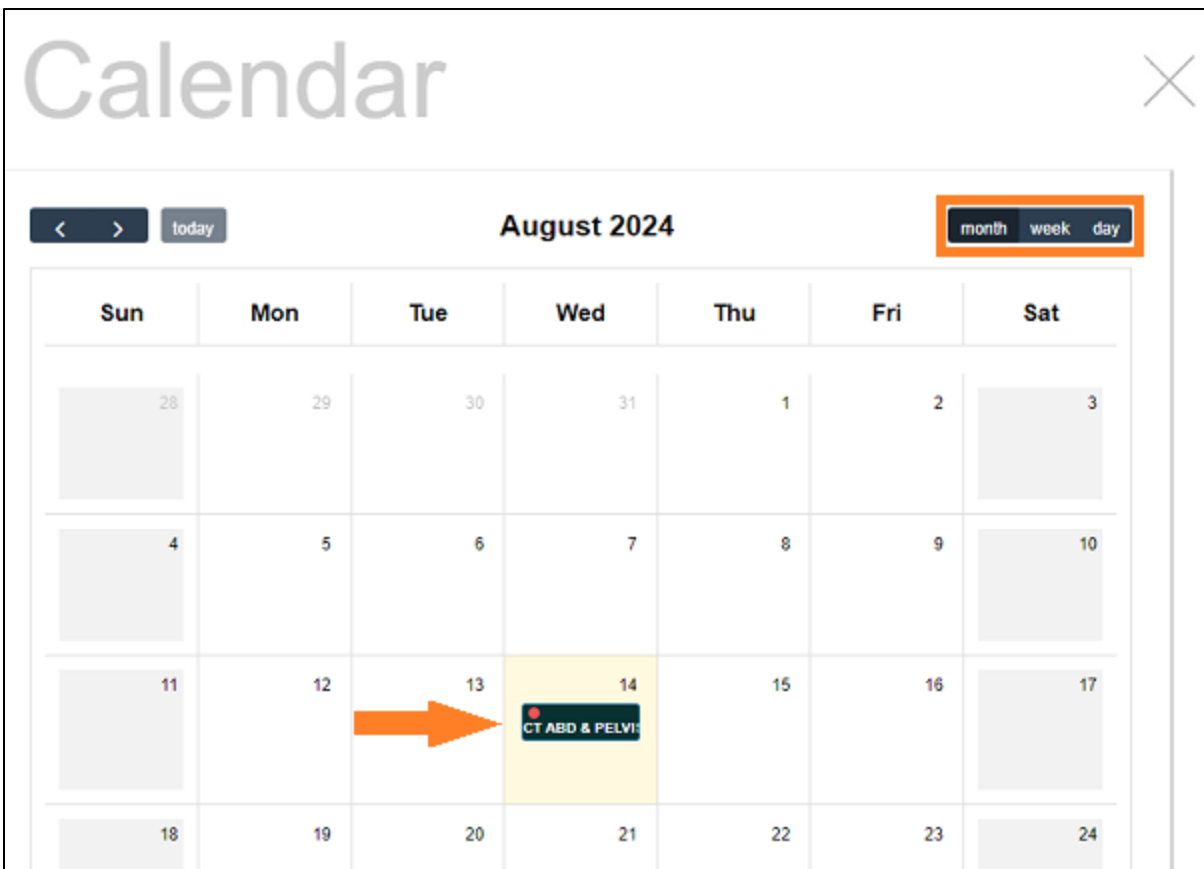 Calendar
today
August 2024
month week day
Sun Mon Tue Wed Thu Fri Sat
28 29 30 31 1 2 3
4 5 6 7 8 9 10
11 12 13 14 15 16 17
CT ABD & PELVI
18 19 20 21 22 23 24